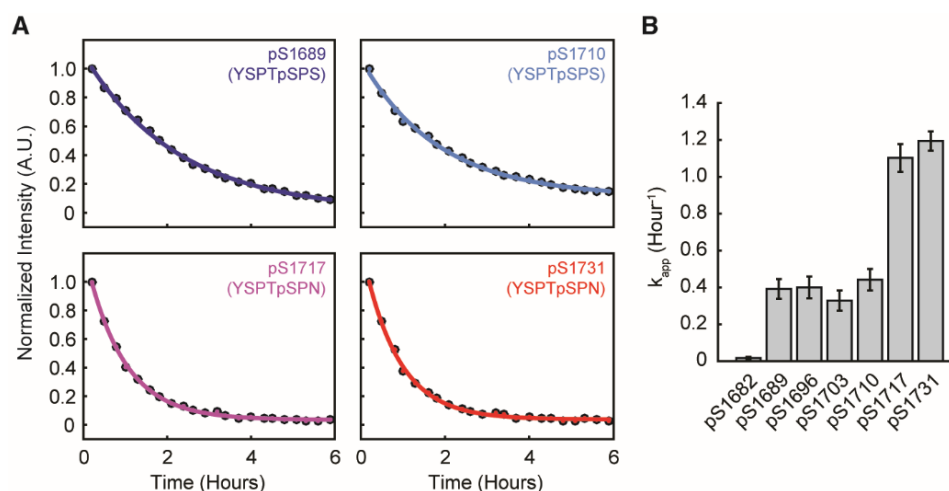 A
B
pS1689
(YSPTpSPS)
pS1710
(YSPTpSPS)
1.0
0.8
0.6
0.4
0.2
0
pS1717
(YSPTpSPN)
pS1731
(YSPTpSPN)
1.0
0.8
0.6
0.4
0.2
0
Normalized Intensity (A.U.)
0 2 4 6
0 2 4 6
Time (Hours)
Time (Hours)
1.4
1.2
1.0
0.8
0.6
0.4
0.2
0
kapp (Hour⁻¹)
pS1682
pS1689
pS1696
pS1703
pS1710
pS1717
pS1731